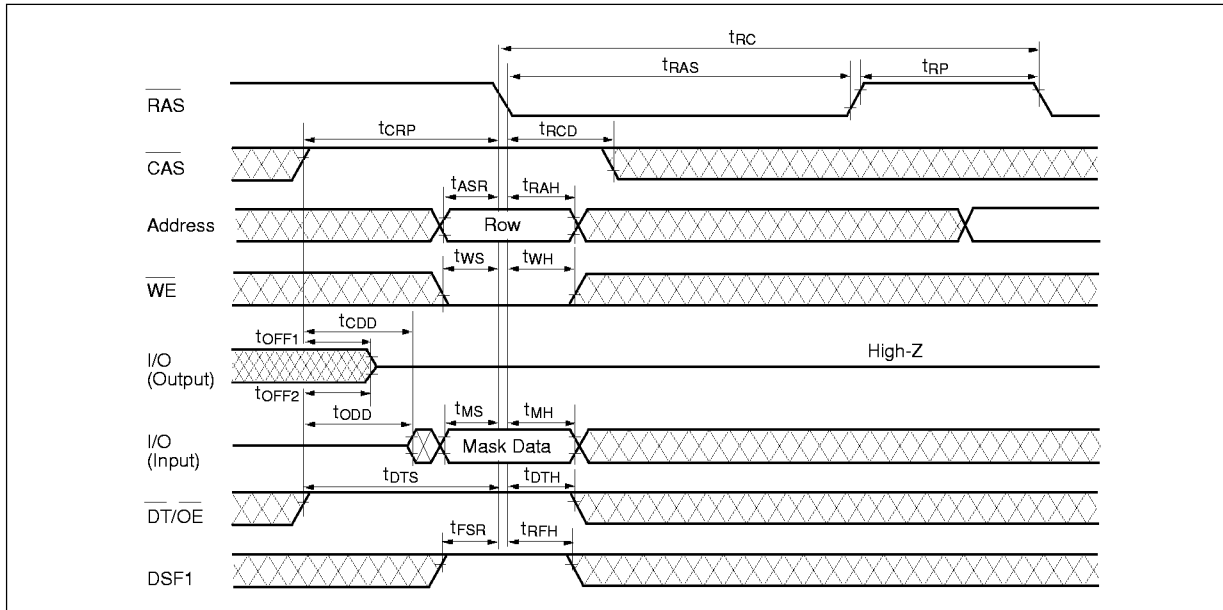 tRC
tRAS
tRP
RAS
tCRP
tRCD
CAS
tASR
tRAH
Address
Row
tWS
tWH
WE
tCDD
tOFF1
High-Z
I/O
(Output)
tOFF2
tODD
tMS
tMH
I/O
(Input)
Mask Data
tDTS
tDTH
DT/OE
tFSR
tRFH
DSF1